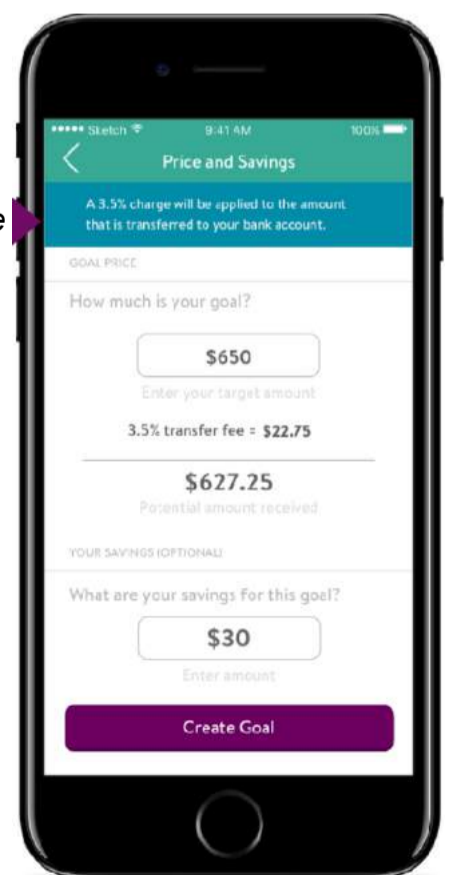 Sketch 9:41 AM 100%
Price and Savings
A 3.5% charge will be applied to the amount
that is transferred to your bank account.
e
GOAL PRICE
How much is your goal?
$650
Enter your target amount
3.5% transfer fee = $22.75
$627.25
Potential amount received
YOUR SAVINGS (OPTIONAL)
What are your savings for this goal?
$30
Enter amount
Create Goal